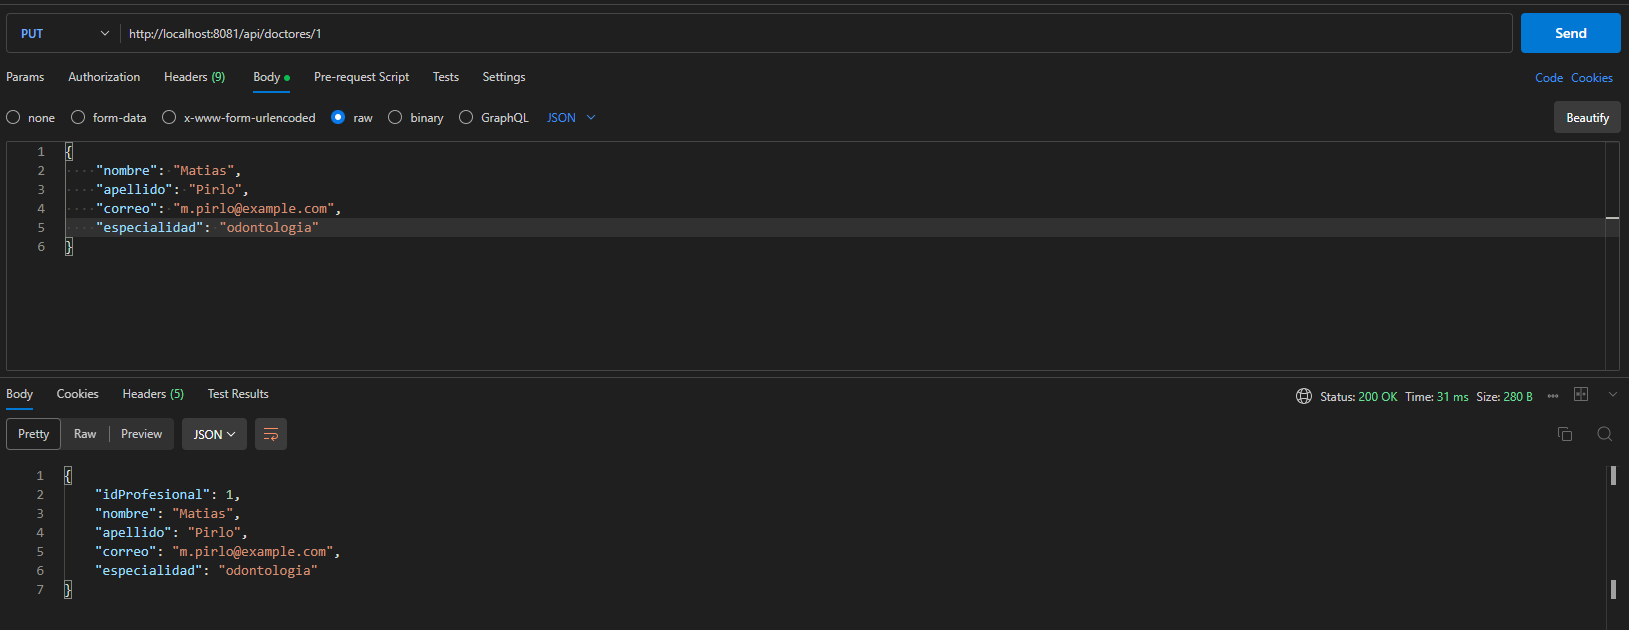 PUT http://localhost:8081/api/doctores/1 Send
Params Authorization Headers (9) Body Pre-request Script Tests Settings Code Cookies
none form-data x-www-form-urlencoded raw binary GraphQL JSON Beautify
1 {
2 "nombre": "Matias",
3 "apellido": "Pirlo",
4 "correo": "m.pirlo@example.com",
5 "especialidad": "odontologia"
6 }
Body Cookies Headers (5) Test Results Status: 200 OK Time: 31 ms Size: 280 B
Pretty Raw Preview JSON
1 {
2 "idProfesional": 1,
3 "nombre": "Matias",
4 "apellido": "Pirlo",
5 "correo": "m.pirlo@example.com",
6 "especialidad": "odontologia"
7 }